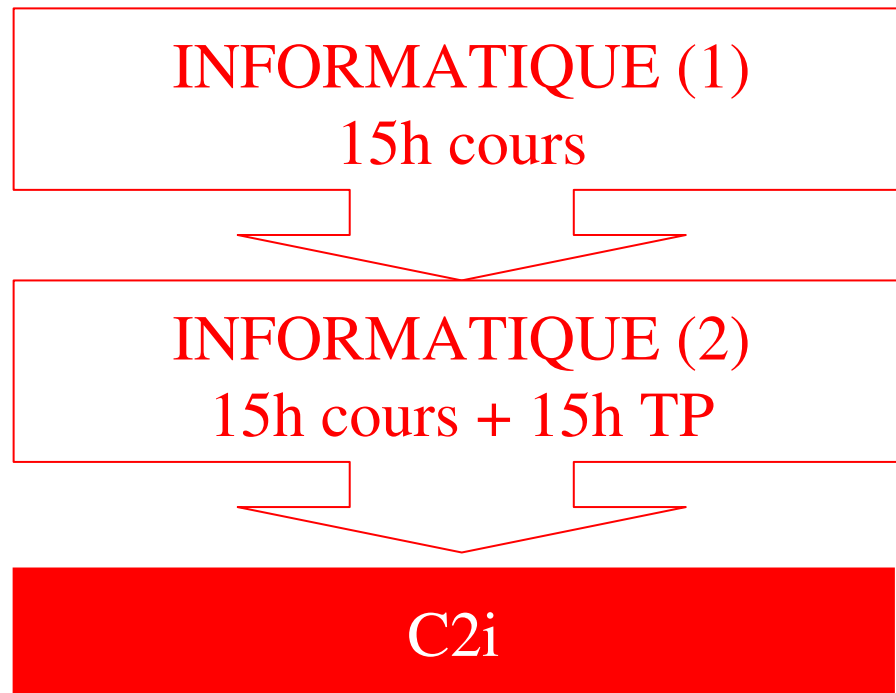 INFORMATIQUE (1)
15h cours
INFORMATIQUE (2)
15h cours + 15h TP
C2i